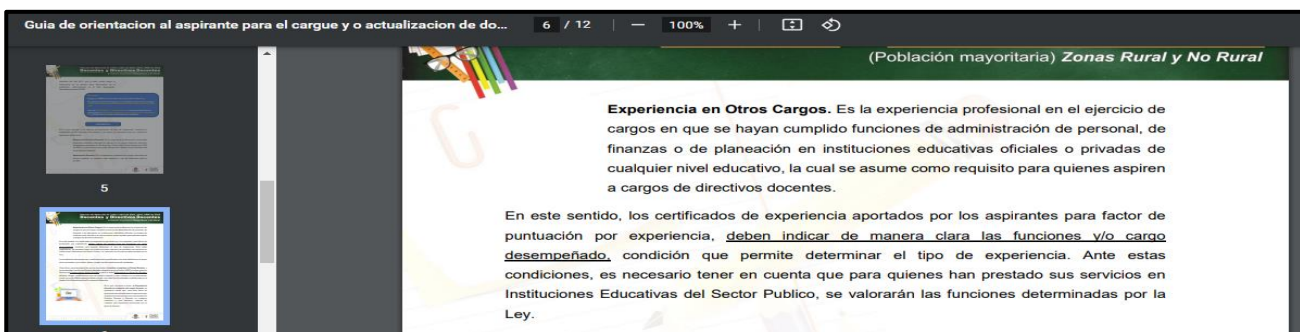 Guia de orientacion al aspirante para el cargue y o actualizacion de do... 6 / 12 — 100% +
(Población mayoritaria) Zonas Rural y No Rural
Experiencia en Otros Cargos. Es la experiencia profesional en el ejercicio de
cargos en que se hayan cumplido funciones de administración de personal, de
finanzas o de planeación en instituciones educativas oficiales o privadas de
cualquier nivel educativo, la cual se asume como requisito para quienes aspiren
a cargos de directivos docentes.
En este sentido, los certificados de experiencia aportados por los aspirantes para factor de
puntuación por experiencia, deben indicar de manera clara las funciones y/o cargo
desempeñado, condición que permite determinar el tipo de experiencia. Ante estas
condiciones, es necesario tener en cuenta que para quienes han prestado sus servicios en
Instituciones Educativas del Sector Publico, se valorarán las funciones determinadas por la
Ley.
Docentes y Directivos Docentes
5
Docentes y Directivos Docentes